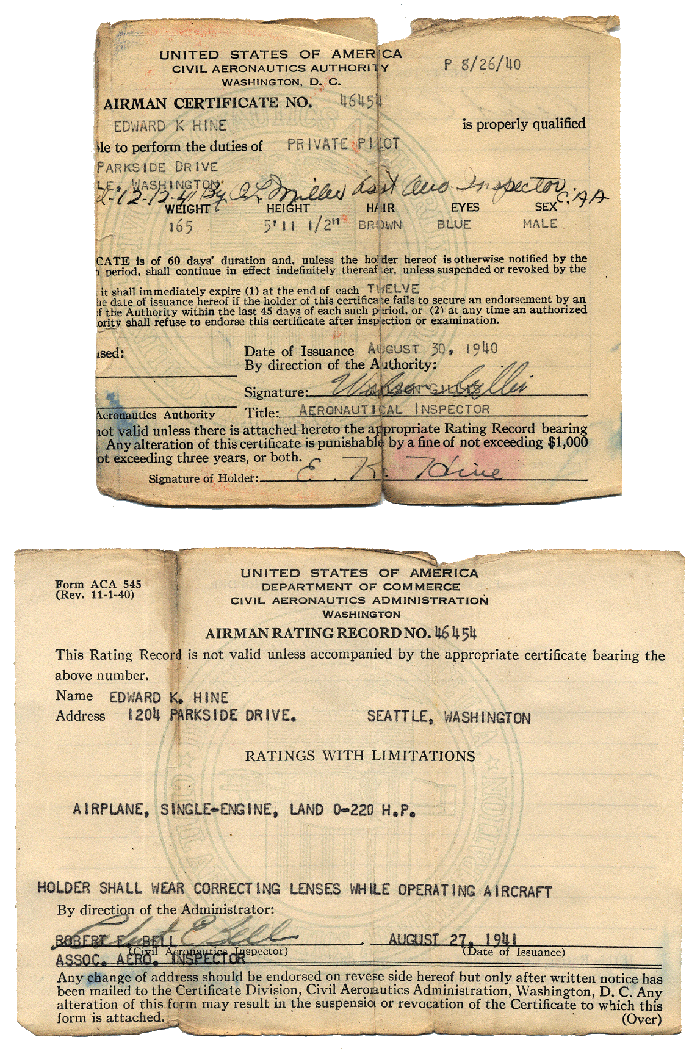 UNITED STATES OF AMERICA
CIVIL AERONAUTICS AUTHORITY
WASHINGTON, D. C.
P 8/26/40
AIRMAN CERTIFICATE NO. 46454
EDWARD K HINE is properly qualified
le to perform the duties of PRIVATE PILOT
PARKSIDE DRIVE
LE, WASHINGTON
12-12-41 By Miller Asst Aero Inspector C.A.A
WEIGHT HEIGHT HAIR EYES SEX
165 5' 11 1/2" BROWN BLUE MALE
CATE is of 60 days' duration and, unless the holder hereof is otherwise notified by the
period, shall continue in effect indefinitely thereafter, unless suspended or revoked by the
it shall immediately expire (1) at the end of each TWELVE
he date of issuance hereof if the holder of this certificate fails to secure an endorsement by an
f the Authority within the last 45 days of each such period, or (2) at any time an authorized
ority shall refuse to endorse this certificate after inspection or examination.
sed: Date of Issuance AUGUST 30, 1940
By direction of the Authority:
Signature: GILLIS
Aeronautics Authority Title: AERONAUTICAL INSPECTOR
not valid unless there is attached hereto the appropriate Rating Record bearing
Any alteration of this certificate is punishable by a fine of not exceeding $1,000
ot exceeding three years, or both.
Signature of Holder: E. K. Hine
Form ACA 545
(Rev. 11-1-40)
UNITED STATES OF AMERICA
DEPARTMENT OF COMMERCE
CIVIL AERONAUTICS ADMINISTRATION
WASHINGTON
AIRMAN RATING RECORD NO. 46454
This Rating Record is not valid unless accompanied by the appropriate certificate bearing the
above number.
Name EDWARD K. HINE
Address 1204 PARKSIDE DRIVE. SEATTLE, WASHINGTON
RATINGS WITH LIMITATIONS
AIRPLANE, SINGLE-ENGINE, LAND 0-220 H.P.
HOLDER SHALL WEAR CORRECTING LENSES WHILE OPERATING AIRCRAFT
By direction of the Administrator:
Robert E Bell
ROBERT E. BELL , AUGUST 27, 1941
(Civil Aeronautics Inspector) (Date of Issuance)
ASSOC. AERO. INSPECTOR
Any change of address should be endorsed on revese side hereof but only after written notice has
been mailed to the Certificate Division, Civil Aeronautics Administration, Washington, D. C. Any
alteration of this form may result in the suspensio or revocation of the Certificate to which this
form is attached. (Over)